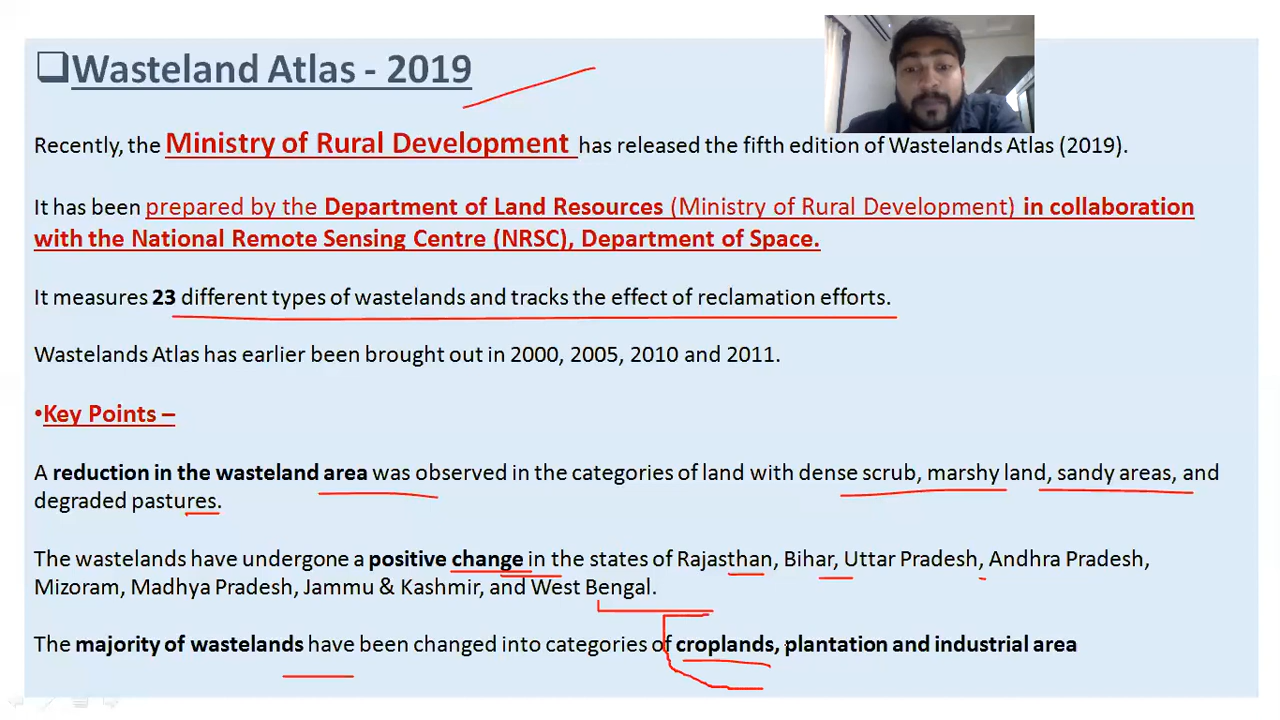 Wasteland Atlas - 2019
Recently, the Ministry of Rural Development has released the fifth edition of Wastelands Atlas (2019).
It has been prepared by the Department of Land Resources (Ministry of Rural Development) in collaboration
with the National Remote Sensing Centre (NRSC), Department of Space.
It measures 23 different types of wastelands and tracks the effect of reclamation efforts.
Wastelands Atlas has earlier been brought out in 2000, 2005, 2010 and 2011.
•Key Points –
A reduction in the wasteland area was observed in the categories of land with dense scrub, marshy land, sandy areas, and
degraded pastures.
The wastelands have undergone a positive change in the states of Rajasthan, Bihar, Uttar Pradesh, Andhra Pradesh,
Mizoram, Madhya Pradesh, Jammu & Kashmir, and West Bengal.
The majority of wastelands have been changed into categories of croplands, plantation and industrial area